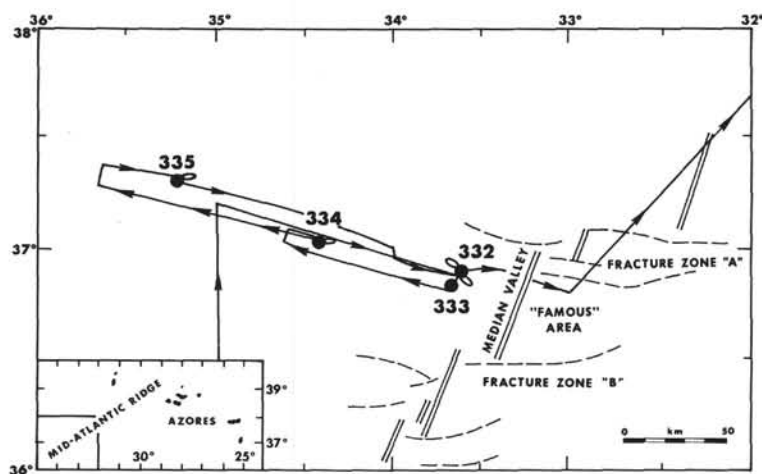 36° 35° 34° 33° 32°
38°
335
334
332
37°
FRACTURE ZONE "A"
333
MEDIAN VALLEY
"FAMOUS"
AREA
FRACTURE ZONE "B"
MID-ATLANTIC RIDGE
AZORES
39°
38°
37°
30° 25°
0 km 50
36°